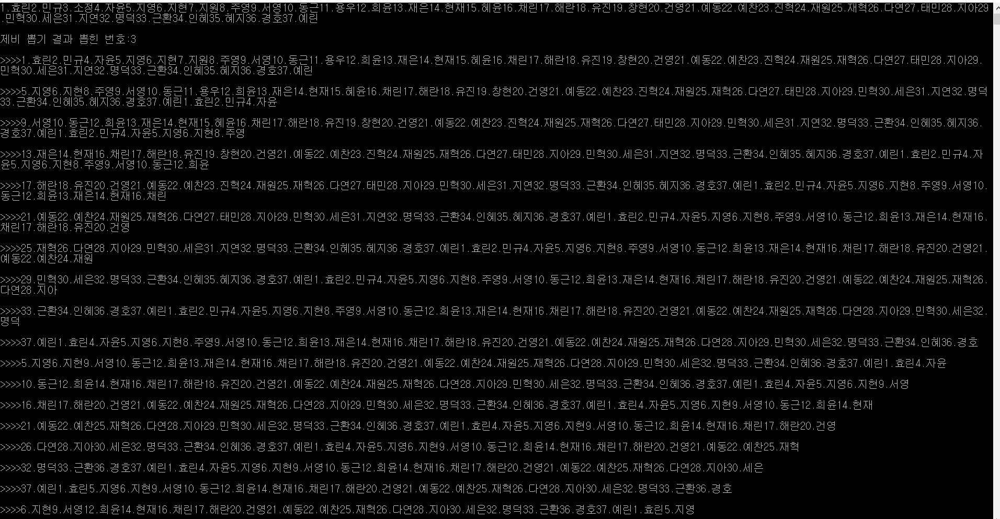 1.효린2.민규3.소정4.자윤5.지영6.지현7.지원8.주영9.서영10.동근11.용우12.희윤13.재은14.현재15.혜윤16.채린17.해란18.유진19.창현20.건영21.예동22.예찬23.진혁24.재원25.재혁26.다연27.태민28.지아29
.민혁30.세은31.지연32.명덕33.근환34.인혜35.혜지36.경호37.예린
제비 뽑기 결과 뽑힌 번호:3
>>>>1.효린2.민규4.자윤5.지영6.지현7.지원8.주영9.서영10.동근11.용우12.희윤13.재은14.현재15.혜윤16.채린17.해란18.유진19.창현20.건영21.예동22.예찬23.진혁24.재원25.재혁26.다연27.태민28.지아29.
민혁30.세은31.지연32.명덕33.근환34.인혜35.혜지36.경호37.예린
>>>>5.지영6.지현8.주영9.서영10.동근11.용우12.희윤13.재은14.현재15.혜윤16.채린17.해란18.유진19.창현20.건영21.예동22.예찬23.진혁24.재원25.재혁26.다연27.태민28.지아29.민혁30.세은31.지연32.명덕
33.근환34.인혜35.혜지36.경호37.예린1.효린2.민규4.자윤
>>>>9.서영10.동근12.희윤13.재은14.현재15.혜윤16.채린17.해란18.유진19.창현20.건영21.예동22.예찬23.진혁24.재원25.재혁26.다연27.태민28.지아29.민혁30.세은31.지연32.명덕33.근환34.인혜35.혜지36.
경호37.예린1.효린2.민규4.자윤5.지영6.지현8.주영
>>>>13.재은14.현재16.채린17.해란18.유진19.창현20.건영21.예동22.예찬23.진혁24.재원25.재혁26.다연27.태민28.지아29.민혁30.세은31.지연32.명덕33.근환34.인혜35.혜지36.경호37.예린1.효린2.민규4.자
윤5.지영6.지현8.주영9.서영10.동근12.희윤
>>>>17.해란18.유진20.건영21.예동22.예찬23.진혁24.재원25.재혁26.다연27.태민28.지아29.민혁30.세은31.지연32.명덕33.근환34.인혜35.혜지36.경호37.예린1.효린2.민규4.자윤5.지영6.지현8.주영9.서영10.
동근12.희윤13.재은14.현재16.채린
>>>>21.예동22.예찬24.재원25.재혁26.다연27.태민28.지아29.민혁30.세은31.지연32.명덕33.근환34.인혜35.혜지36.경호37.예린1.효린2.민규4.자윤5.지영6.지현8.주영9.서영10.동근12.희윤13.재은14.현재16.
채린17.해란18.유진20.건영
>>>>25.재혁26.다연28.지아29.민혁30.세은31.지연32.명덕33.근환34.인혜35.혜지36.경호37.예린1.효린2.민규4.자윤5.지영6.지현8.주영9.서영10.동근12.희윤13.재은14.현재16.채린17.해란18.유진20.건영21.
예동22.예찬24.재원
>>>>29.민혁30.세은32.명덕33.근환34.인혜35.혜지36.경호37.예린1.효린2.민규4.자윤5.지영6.지현8.주영9.서영10.동근12.희윤13.재은14.현재16.채린17.해란18.유진20.건영21.예동22.예찬24.재원25.재혁26.
다연28.지아
>>>>33.근환34.인혜36.경호37.예린1.효린2.민규4.자윤5.지영6.지현8.주영9.서영10.동근12.희윤13.재은14.현재16.채린17.해란18.유진20.건영21.예동22.예찬24.재원25.재혁26.다연28.지아29.민혁30.세은32.
명덕
>>>>37.예린1.효린4.자윤5.지영6.지현8.주영9.서영10.동근12.희윤13.재은14.현재16.채린17.해란18.유진20.건영21.예동22.예찬24.재원25.재혁26.다연28.지아29.민혁30.세은32.명덕33.근환34.인혜36.경호
>>>>5.지영6.지현9.서영10.동근12.희윤13.재은14.현재16.채린17.해란18.유진20.건영21.예동22.예찬24.재원25.재혁26.다연28.지아29.민혁30.세은32.명덕33.근환34.인혜36.경호37.예린1.효린4.자윤
>>>>10.동근12.희윤14.현재16.채린17.해란18.유진20.건영21.예동22.예찬24.재원25.재혁26.다연28.지아29.민혁30.세은32.명덕33.근환34.인혜36.경호37.예린1.효린4.자윤5.지영6.지현9.서영
>>>>16.채린17.해란20.건영21.예동22.예찬24.재원25.재혁26.다연28.지아29.민혁30.세은32.명덕33.근환34.인혜36.경호37.예린1.효린4.자윤5.지영6.지현9.서영10.동근12.희윤14.현재
>>>>21.예동22.예찬25.재혁26.다연28.지아29.민혁30.세은32.명덕33.근환34.인혜36.경호37.예린1.효린4.자윤5.지영6.지현9.서영10.동근12.희윤14.현재16.채린17.해란20.건영
>>>>26.다연28.지아30.세은32.명덕33.근환34.인혜36.경호37.예린1.효린4.자윤5.지영6.지현9.서영10.동근12.희윤14.현재16.채린17.해란20.건영21.예동22.예찬25.재혁
>>>>32.명덕33.근환36.경호37.예린1.효린4.자윤5.지영6.지현9.서영10.동근12.희윤14.현재16.채린17.해란20.건영21.예동22.예찬25.재혁26.다연28.지아30.세은
>>>>37.예린1.효린5.지영6.지현9.서영10.동근12.희윤14.현재16.채린17.해란20.건영21.예동22.예찬25.재혁26.다연28.지아30.세은32.명덕33.근환36.경호
>>>>6.지현9.서영12.희윤14.현재16.채린17.해란20.건영21.예동22.예찬25.재혁26.다연28.지아30.세은32.명덕33.근환36.경호37.예린1.효린5.지영